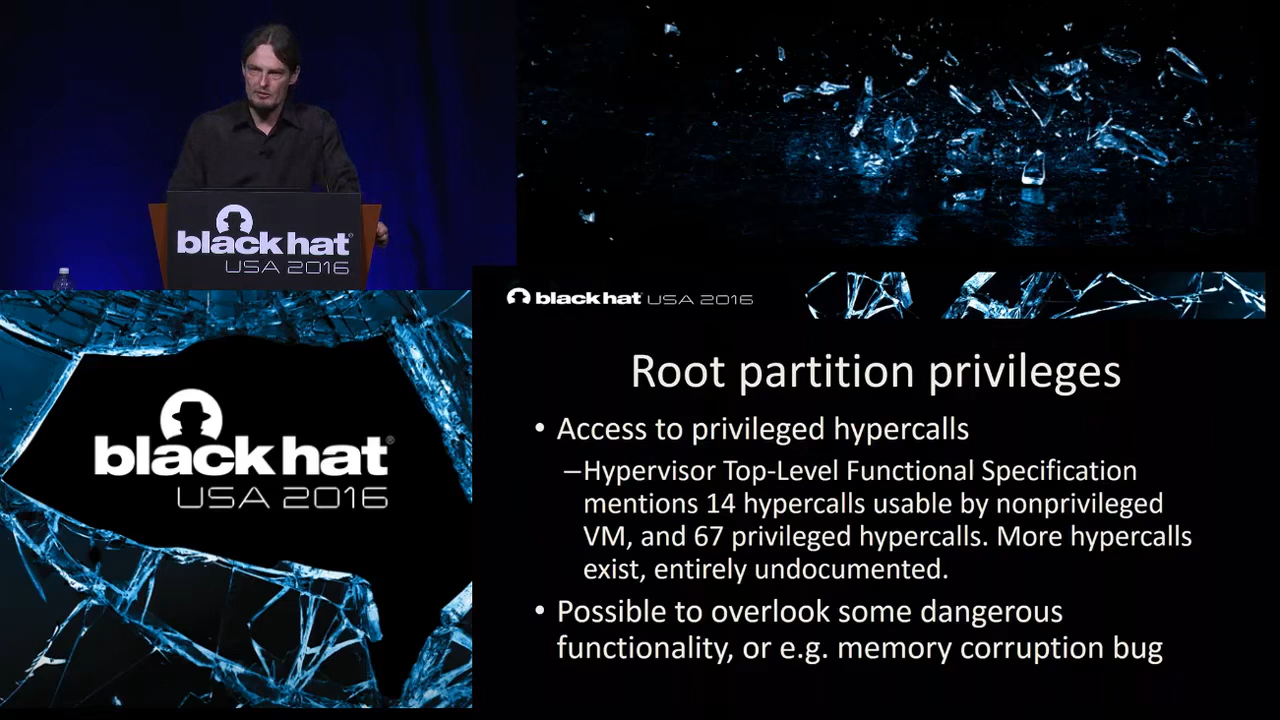 black hat
USA 2016
black hat USA 2016
black hat®
USA 2016
Root partition privileges
• Access to privileged hypercalls
–Hypervisor Top-Level Functional Specification
mentions 14 hypercalls usable by nonprivileged
VM, and 67 privileged hypercalls. More hypercalls
exist, entirely undocumented.
• Possible to overlook some dangerous
functionality, or e.g. memory corruption bug